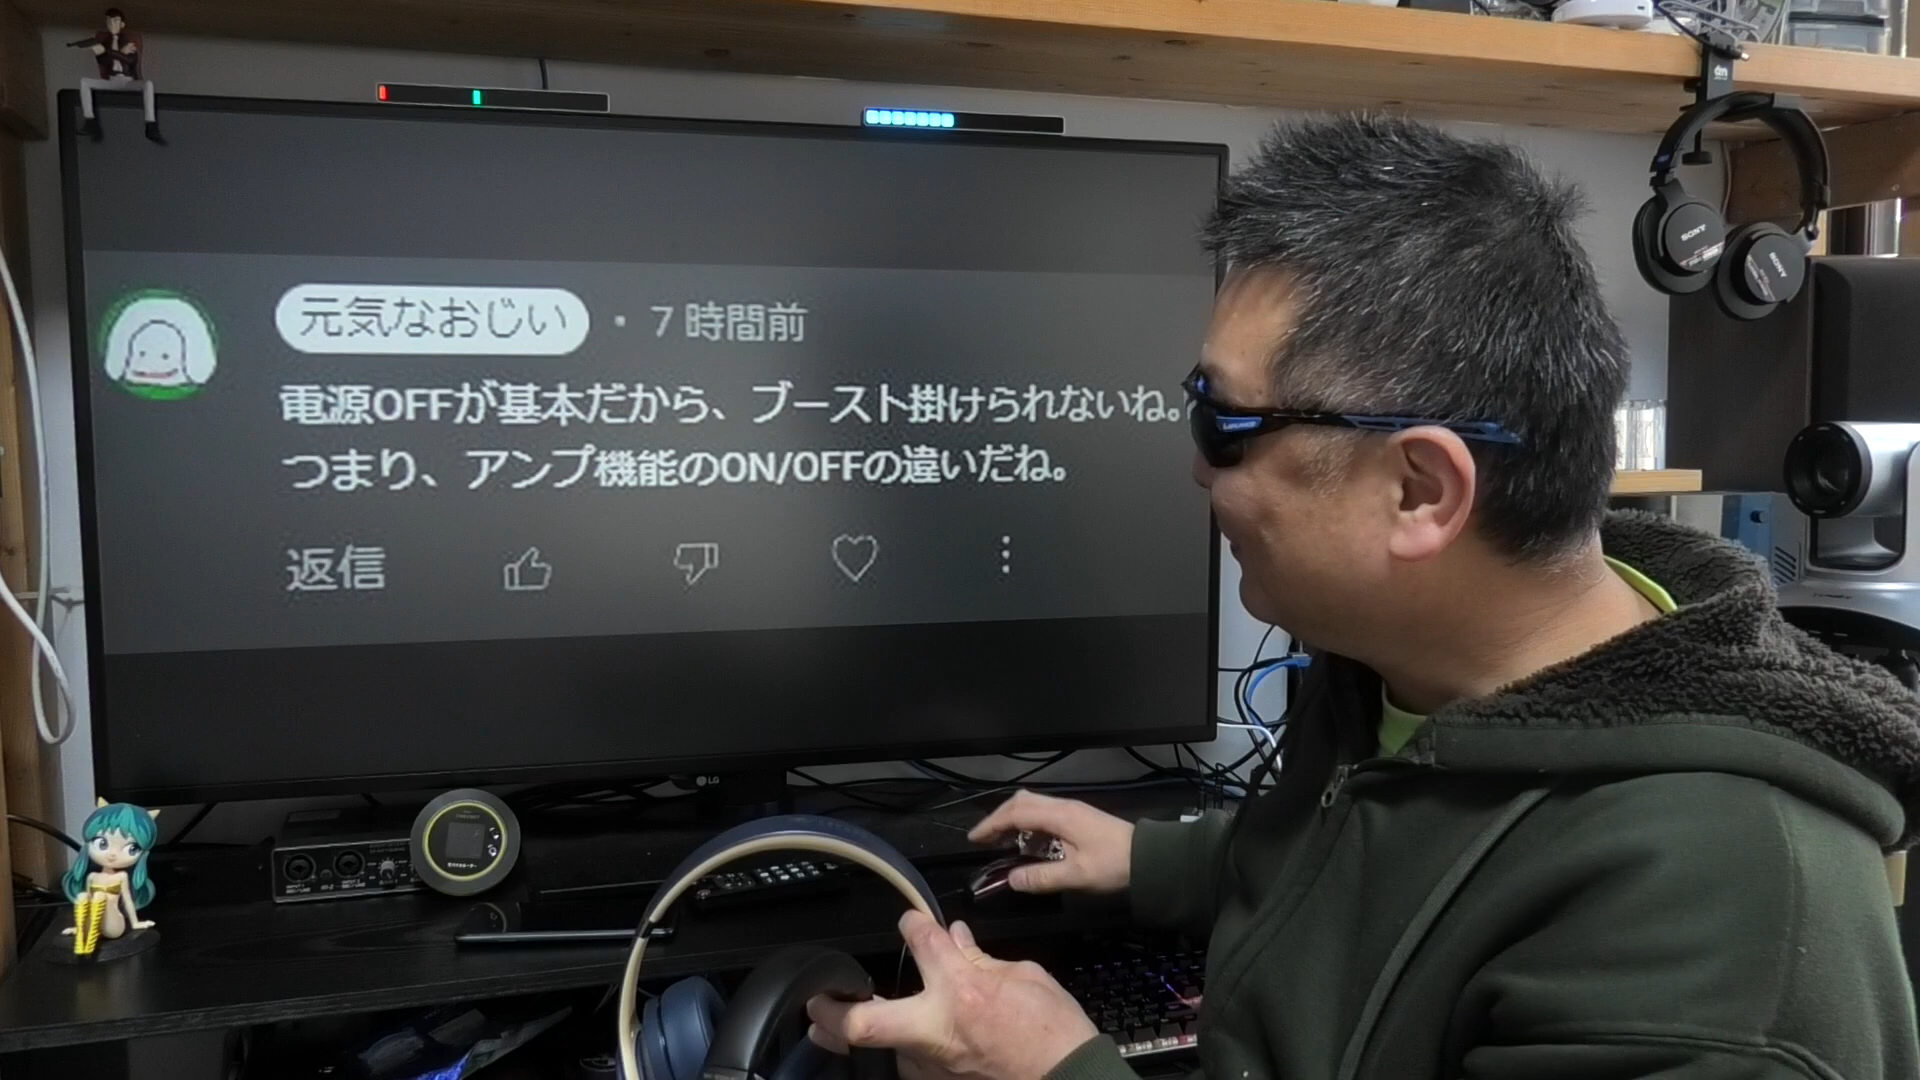 元気なおじい ・ 7 時間前
電源OFFが基本だから、ブースト掛けられないね。
つまり、アンプ機能のON/OFFの違いだね。
返信
LG
SONY
SONY